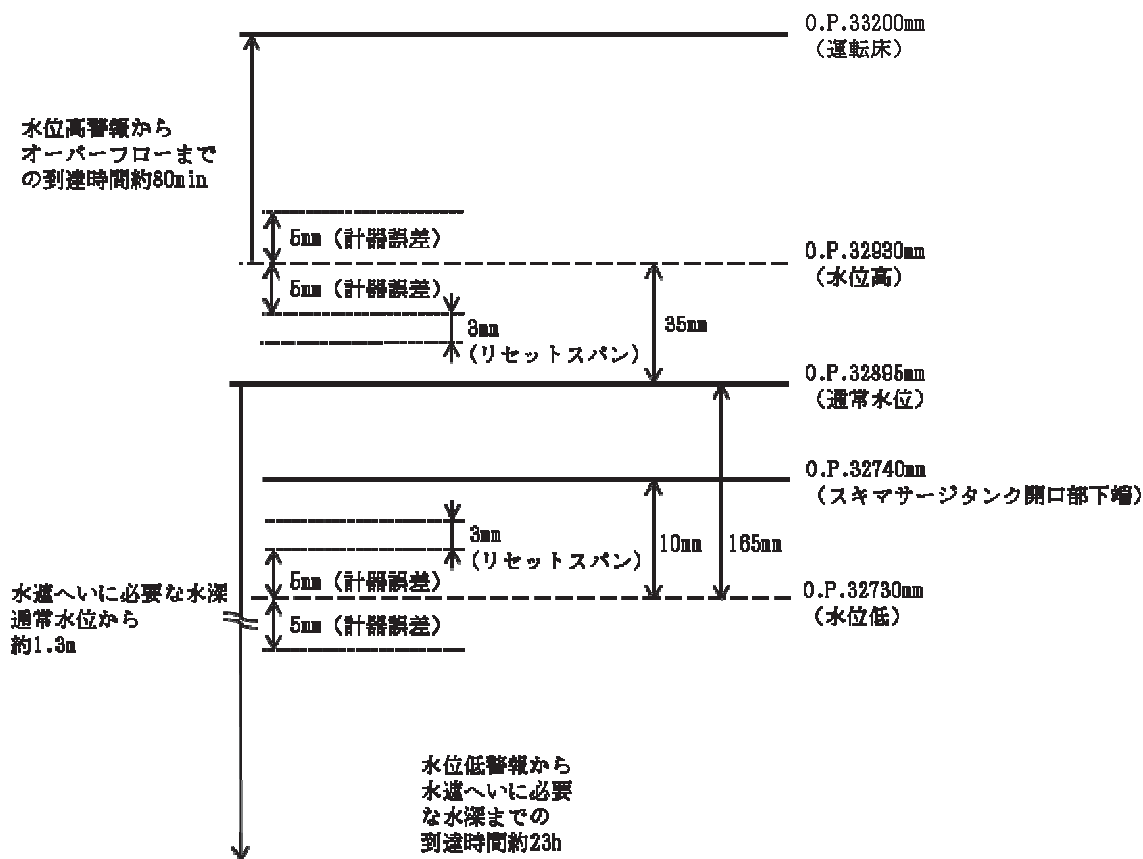 O.P.33200mm
（運転床）
水位高警報から
オーバーフローまで
の到達時間約80min
5mm（計器誤差）
O.P.32930mm
（水位高）
5mm（計器誤差）
3mm
（リセットスパン）
35mm
O.P.32895mm
（通常水位）
O.P.32740mm
（スキマサージタンク開口部下端）
3mm
（リセットスパン）
10mm
165mm
5mm（計器誤差）
O.P.32730mm
（水位低）
水遮へいに必要な水深
通常水位から
約1.3m
5mm（計器誤差）
水位低警報から
水遮へいに必要
な水深までの
到達時間約23h